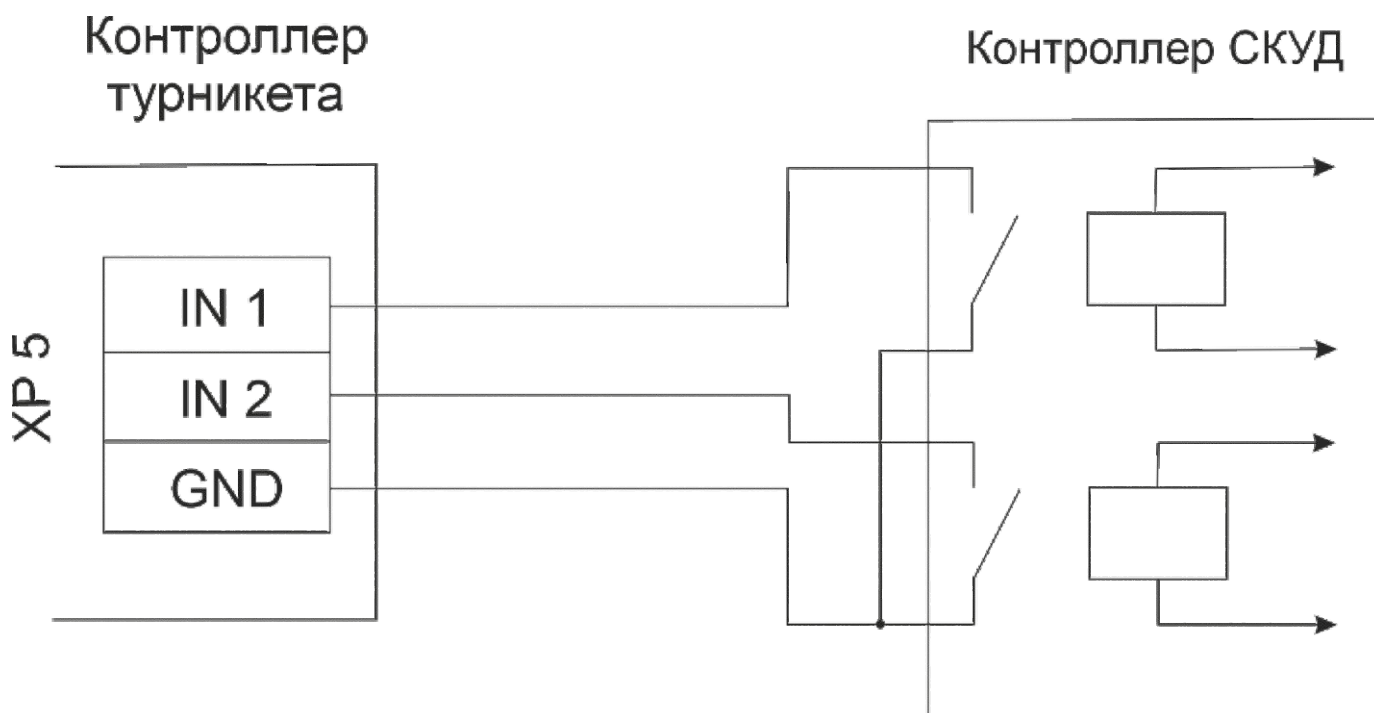 Контроллер
турникета
Контроллер СКУД
XP 5
IN 1
IN 2
GND